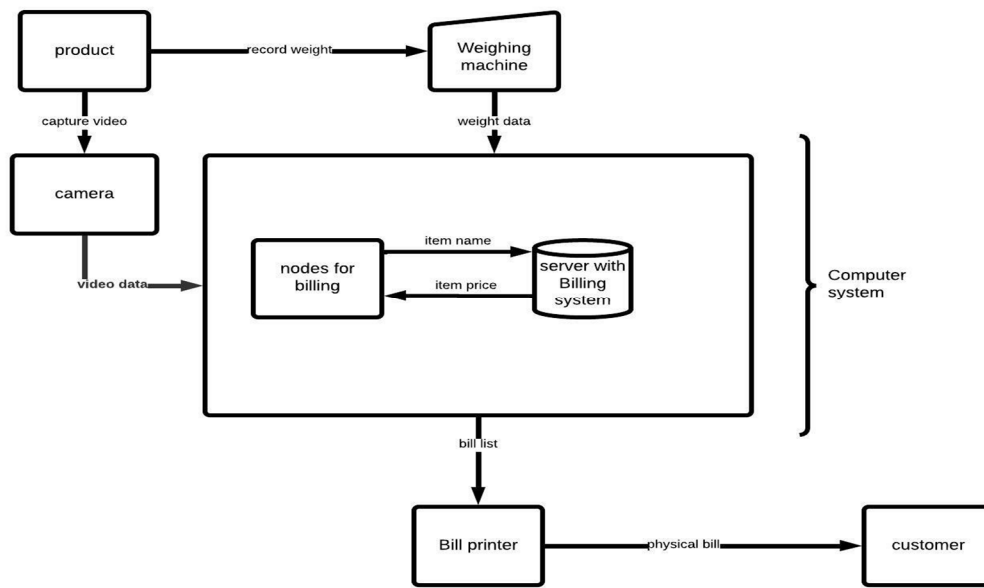 product
record weight
Weighing
machine
capture video
weight data
camera
video data
nodes for
billing
item name
item price
server with
Billing
system
Computer
system
bill list
Bill printer
physical bill
customer